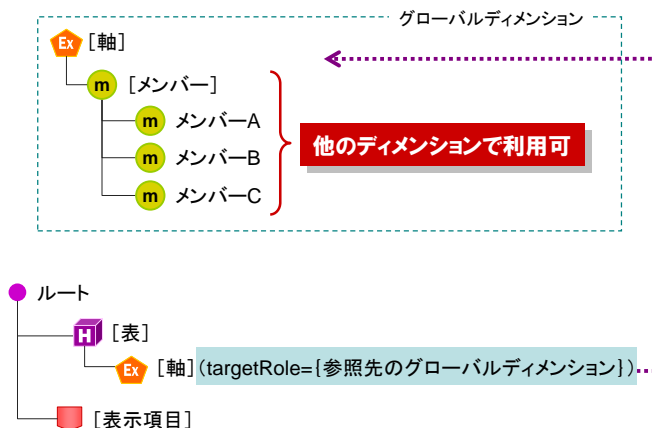 グローバルディメンション
Ex [軸]
m [メンバー]
m メンバーA
m メンバーB
m メンバーC
他のディメンションで利用可
ルート
H [表]
Ex [軸](targetRole={参照先のグローバルディメンション})
[表示項目]